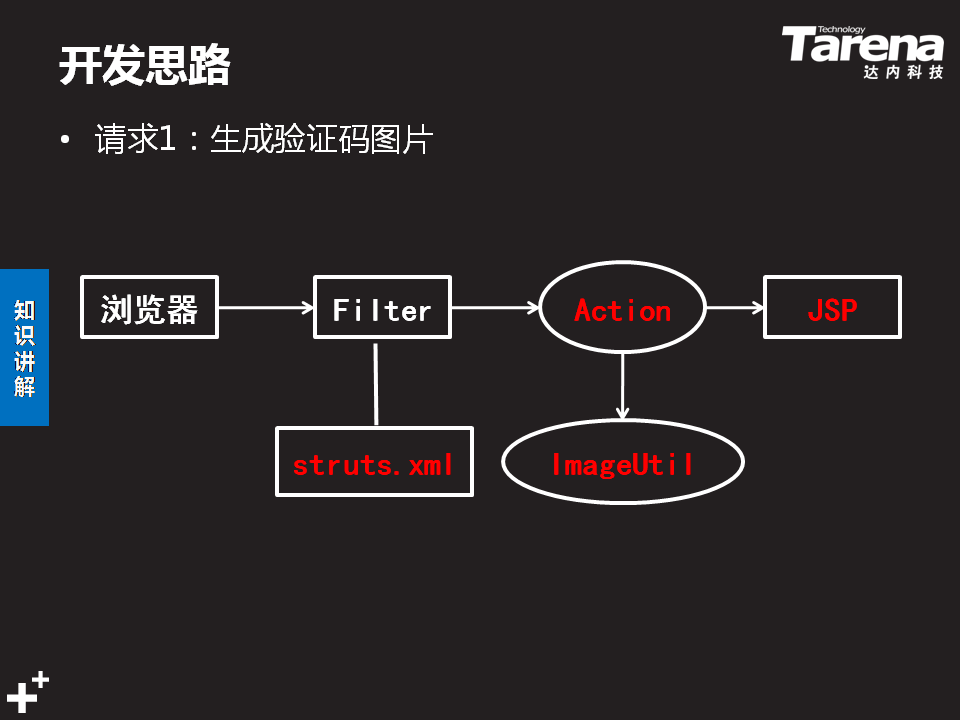 开发思路
Technology
Tarena
达内科技
• 请求1：生成验证码图片
知识讲解
浏览器
Filter
Action
JSP
struts.xml
ImageUtil